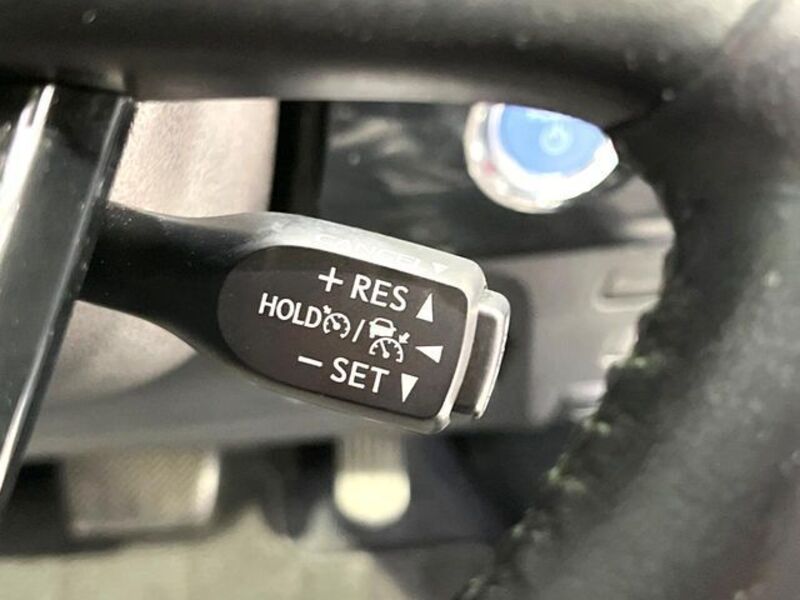 CANCEL▼
+ RES ▲
HOLD / ◀
− SET ▼